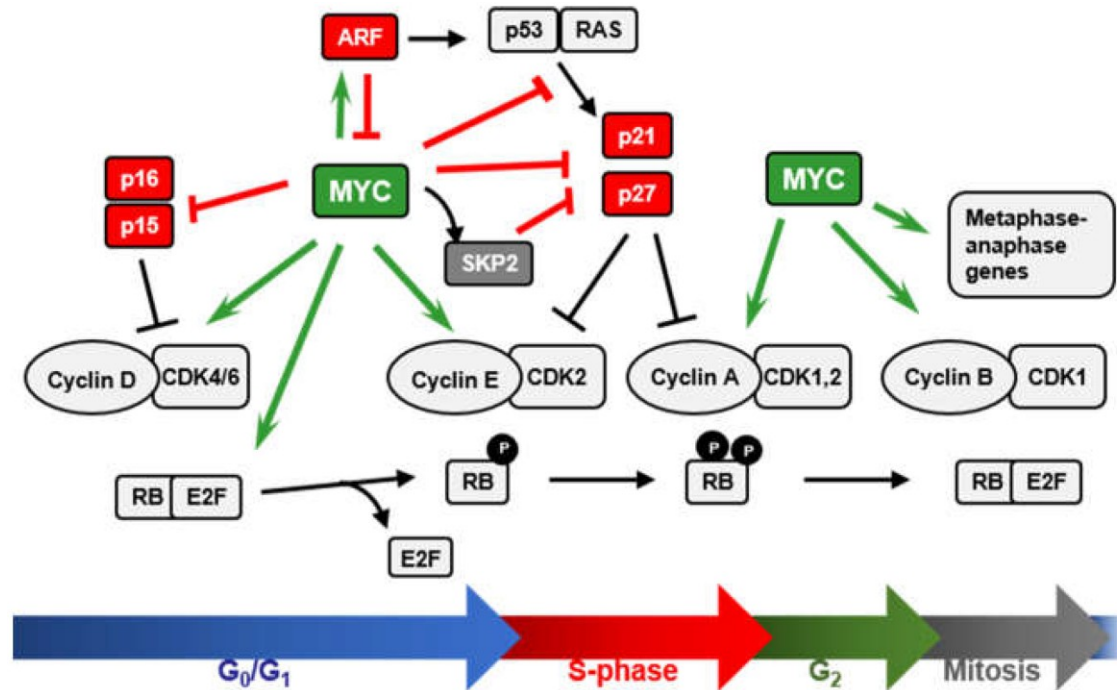 ARF
p53 RAS
p16
p15
MYC
p21
p27
SKP2
MYC
Metaphase-
anaphase
genes
Cyclin D CDK4/6
Cyclin E CDK2
Cyclin A CDK1,2
Cyclin B CDK1
RB E2F
P
RB
P P
RB
RB E2F
E2F
G0/G1
S-phase
G2
Mitosis